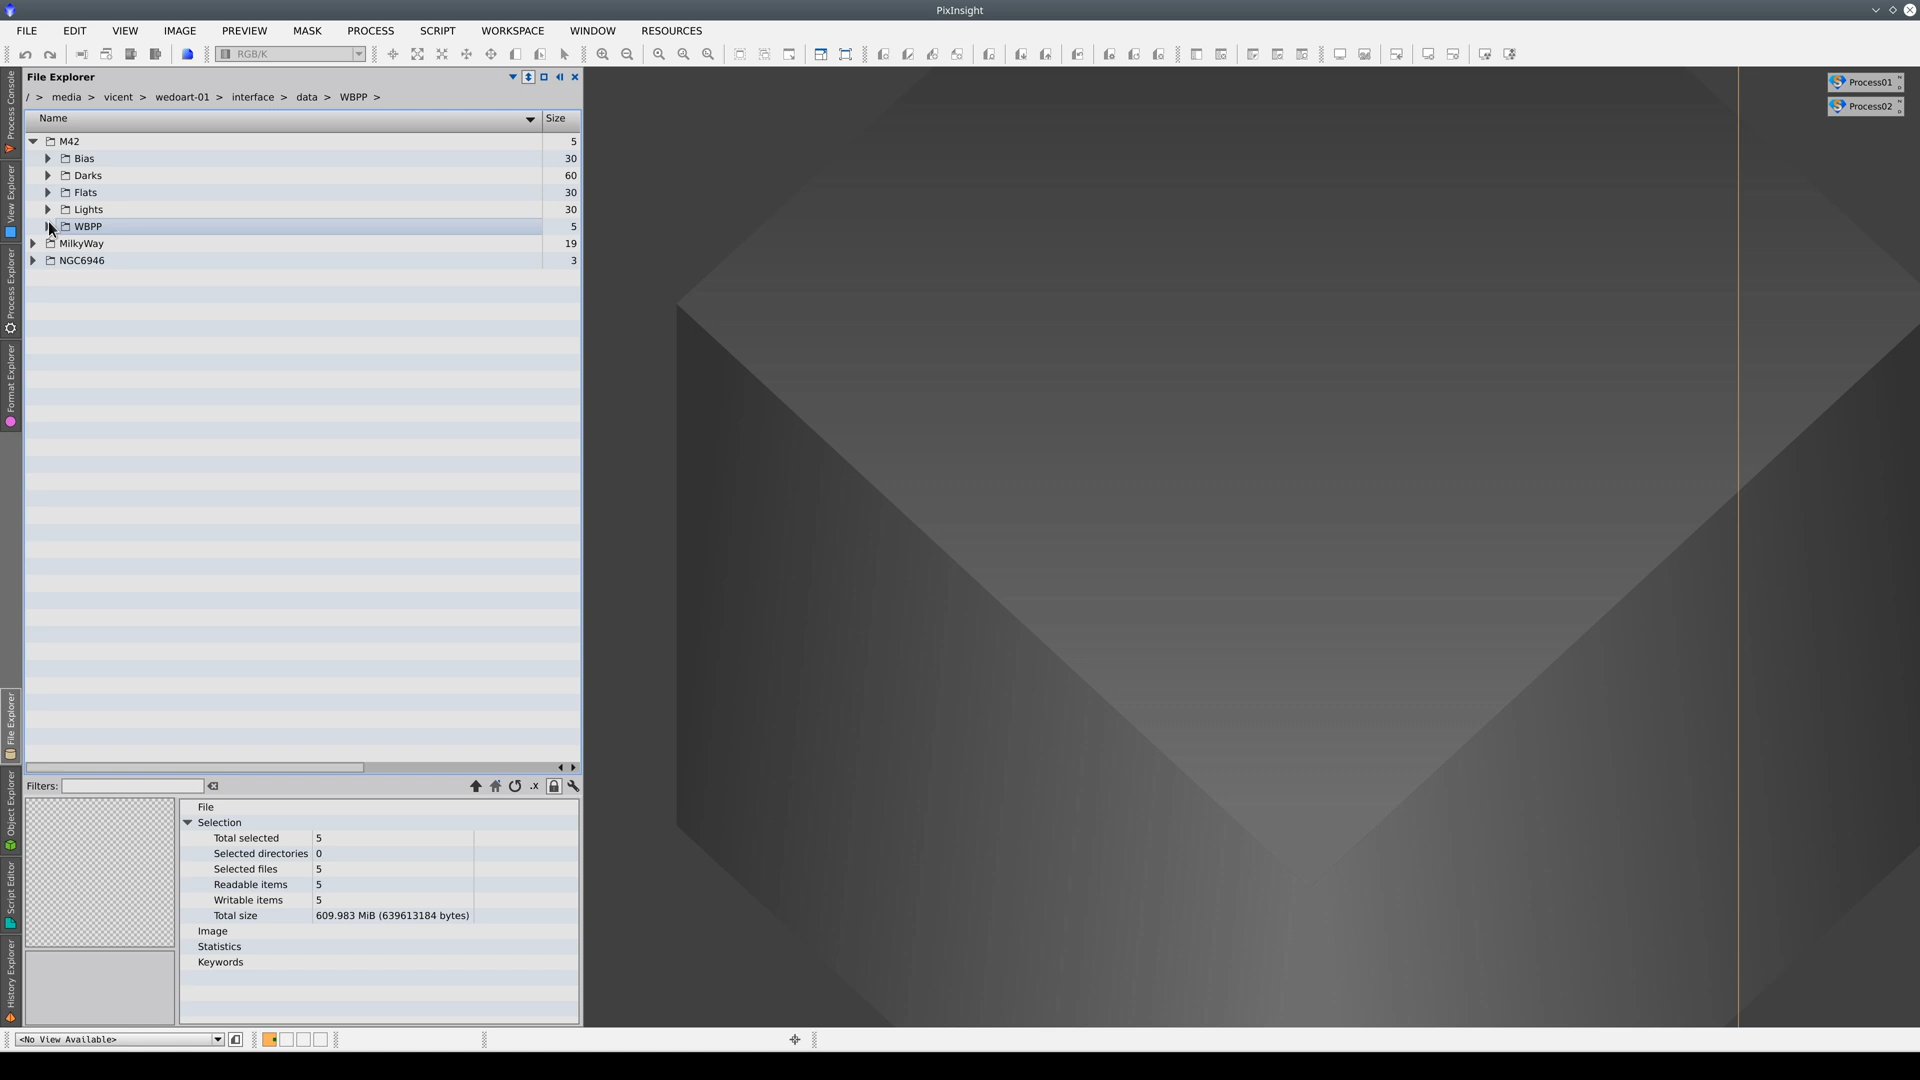 PixInsight
FILE EDIT VIEW IMAGE PREVIEW MASK PROCESS SCRIPT WORKSPACE WINDOW RESOURCES
RGB/K
Process Console
View Explorer
Process Explorer
Format Explorer
File Explorer
Object Explorer
Script Editor
History Explorer
File Explorer
/ > media > vicent > wedoart-01 > interface > data > WBPP >
Name Size
M42 5
Bias 30
Darks 60
Flats 30
Lights 30
WBPP 5
MilkyWay 19
NGC6946 3
Filters:
.x
File
Selection
Total selected 5
Selected directories 0
Selected files 5
Readable items 5
Writable items 5
Total size 609.983 MiB (639613184 bytes)
Image
Statistics
Keywords
Process01
Process02
<No View Available>